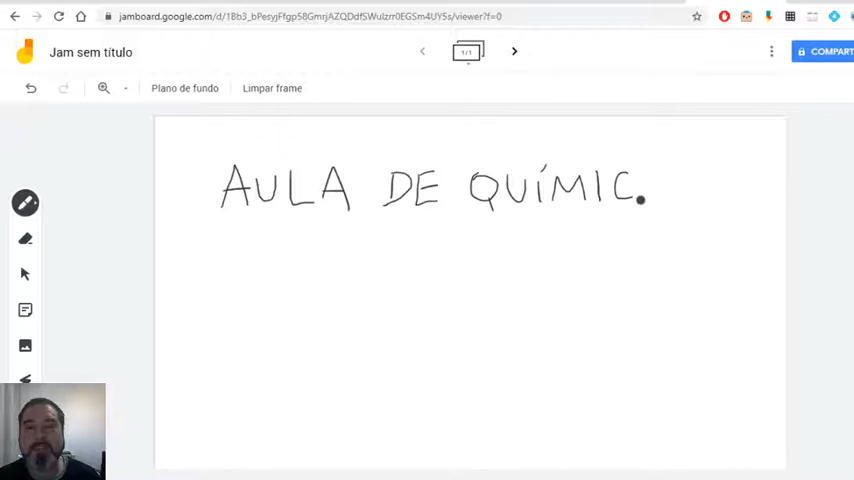 jamboard.google.com/d/1Bb3_bPesyjFfgp58GmrjAZQDdfSWulzrr0EGSm4UY5s/viewer?f=0
Jam sem título
1/1
COMPART
Plano de fundo
Limpar frame
AULA DE QUÍMIC